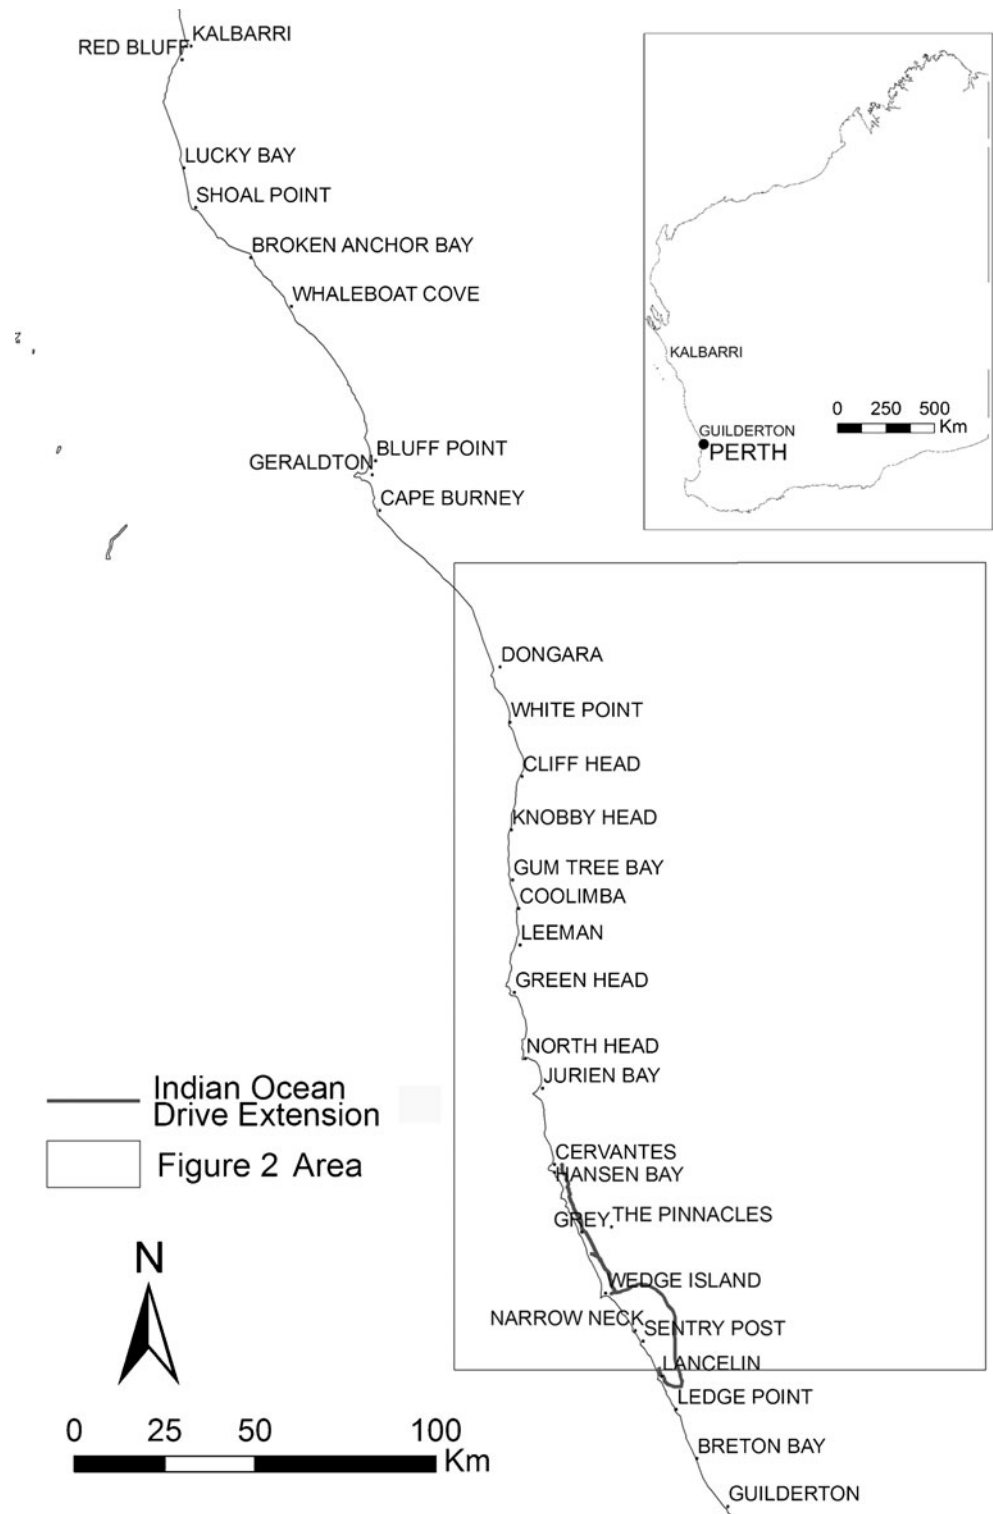 KALBARRI
RED BLUFF
LUCKY BAY
SHOAL POINT
BROKEN ANCHOR BAY
WHALEBOAT COVE
BLUFF POINT
GERALDTON
CAPE BURNEY
KALBARRI
0 250 500
Km
GUILDERTON
PERTH
DONGARA
WHITE POINT
CLIFF HEAD
KNOBBY HEAD
GUM TREE BAY
COOLIMBA
LEEMAN
GREEN HEAD
NORTH HEAD
JURIEN BAY
CERVANTES
HANSEN BAY
THE PINNACLES
GREY
WEDGE ISLAND
NARROW NECK
SENTRY POST
LANCELIN
LEDGE POINT
BRETON BAY
GUILDERTON
Indian Ocean
Drive Extension
Figure 2 Area
N
0 25 50 100
Km